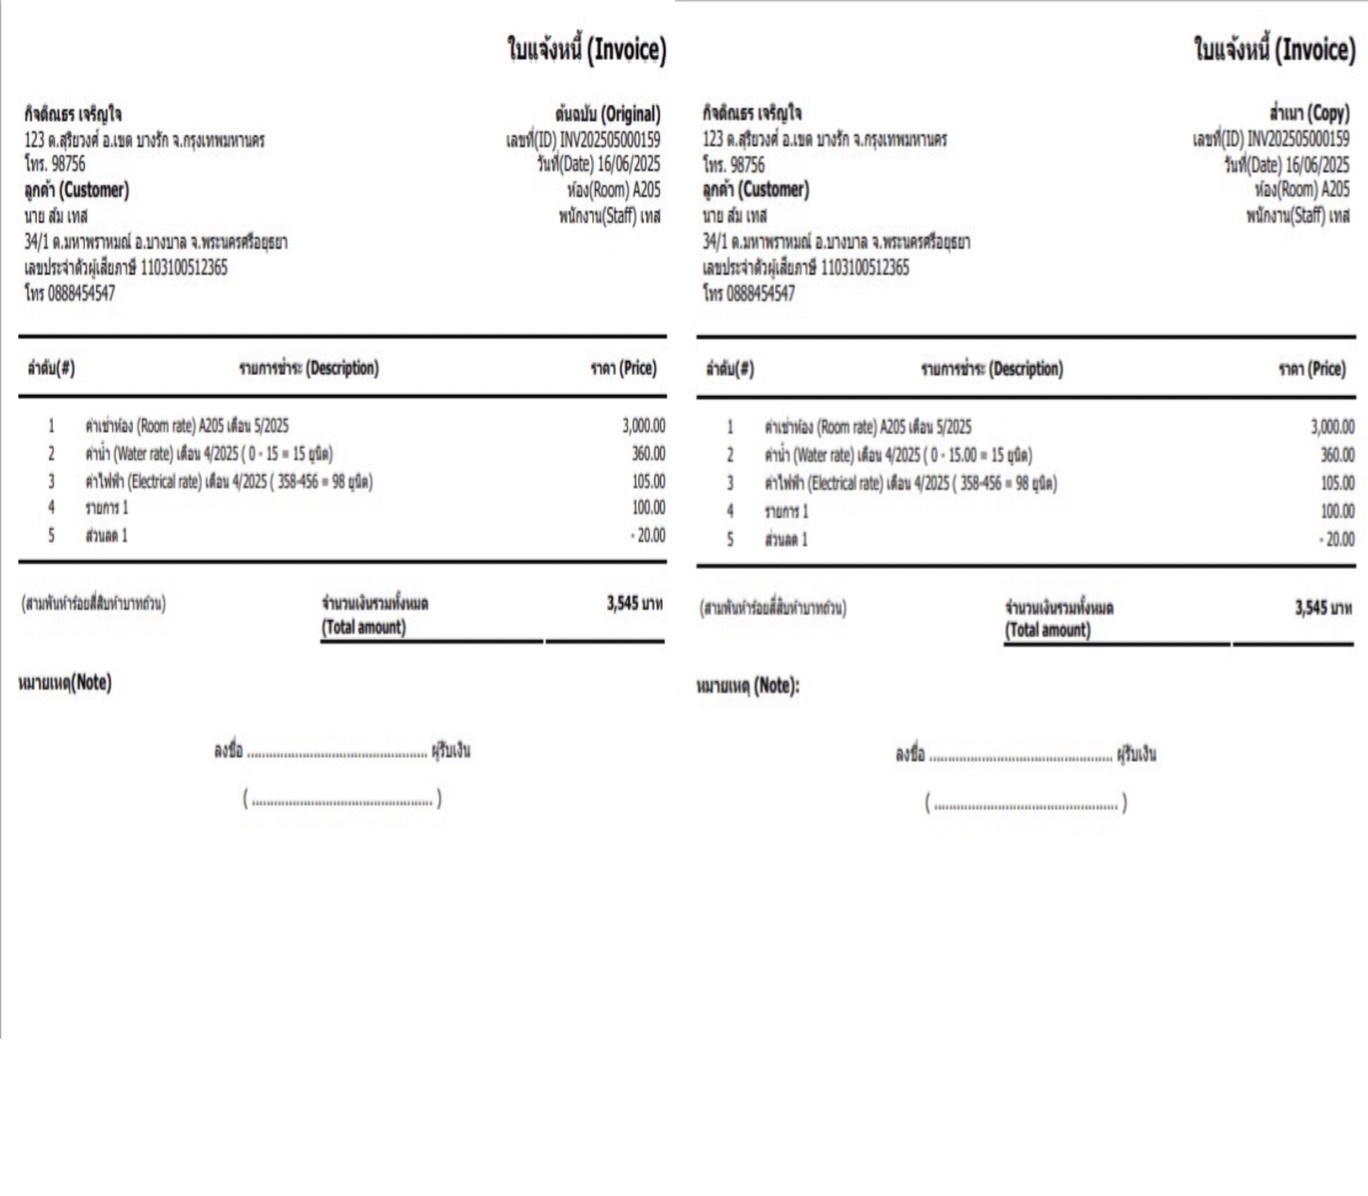 ใบแจ้งหนี้ (Invoice)
กิจคิณธร เจริญใจ
ต้นฉบับ (Original)
123 ต.สุริยวงศ์ อ.เขต บางรัก จ.กรุงเทพมหานคร
เลขที่(ID) INV202505000159
โทร. 98756
วันที่(Date) 16/06/2025
ลูกค้า (Customer)
ห้อง(Room) A205
นาย ส้ม เทส
พนักงาน(Staff) เทส
34/1 ต.มหาพราหมณ์ อ.บางบาล จ.พระนครศรีอยุธยา
เลขประจำตัวผู้เสียภาษี 1103100512365
โทร 0888454547
ลำดับ(#) รายการชำระ (Description) ราคา (Price)
1 ค่าเช่าห้อง (Room rate) A205 เดือน 5/2025 3,000.00
2 ค่าน้ำ (Water rate) เดือน 4/2025 ( 0 - 15 = 15 ยูนิต) 360.00
3 ค่าไฟฟ้า (Electrical rate) เดือน 4/2025 ( 358-456 = 98 ยูนิต) 105.00
4 รายการ 1 100.00
5 ส่วนลด 1 - 20.00
(สามพันห้าร้อยสี่สิบห้าบาทถ้วน) จำนวนเงินรวมทั้งหมด 3,545 บาท
(Total amount)
หมายเหตุ(Note)
ลงชื่อ ................................................ ผู้รับเงิน
( ................................................ )
ใบแจ้งหนี้ (Invoice)
กิจคิณธร เจริญใจ
สำเนา (Copy)
123 ต.สุริยวงศ์ อ.เขต บางรัก จ.กรุงเทพมหานคร
เลขที่(ID) INV202505000159
โทร. 98756
วันที่(Date) 16/06/2025
ลูกค้า (Customer)
ห้อง(Room) A205
นาย ส้ม เทส
พนักงาน(Staff) เทส
34/1 ต.มหาพราหมณ์ อ.บางบาล จ.พระนครศรีอยุธยา
เลขประจำตัวผู้เสียภาษี 1103100512365
โทร 0888454547
ลำดับ(#) รายการชำระ (Description) ราคา (Price)
1 ค่าเช่าห้อง (Room rate) A205 เดือน 5/2025 3,000.00
2 ค่าน้ำ (Water rate) เดือน 4/2025 ( 0 - 15.00 = 15 ยูนิต) 360.00
3 ค่าไฟฟ้า (Electrical rate) เดือน 4/2025 ( 358-456 = 98 ยูนิต) 105.00
4 รายการ 1 100.00
5 ส่วนลด 1 - 20.00
(สามพันห้าร้อยสี่สิบห้าบาทถ้วน) จำนวนเงินรวมทั้งหมด 3,545 บาท
(Total amount)
หมายเหตุ (Note):
ลงชื่อ ................................................ ผู้รับเงิน
( ................................................ )